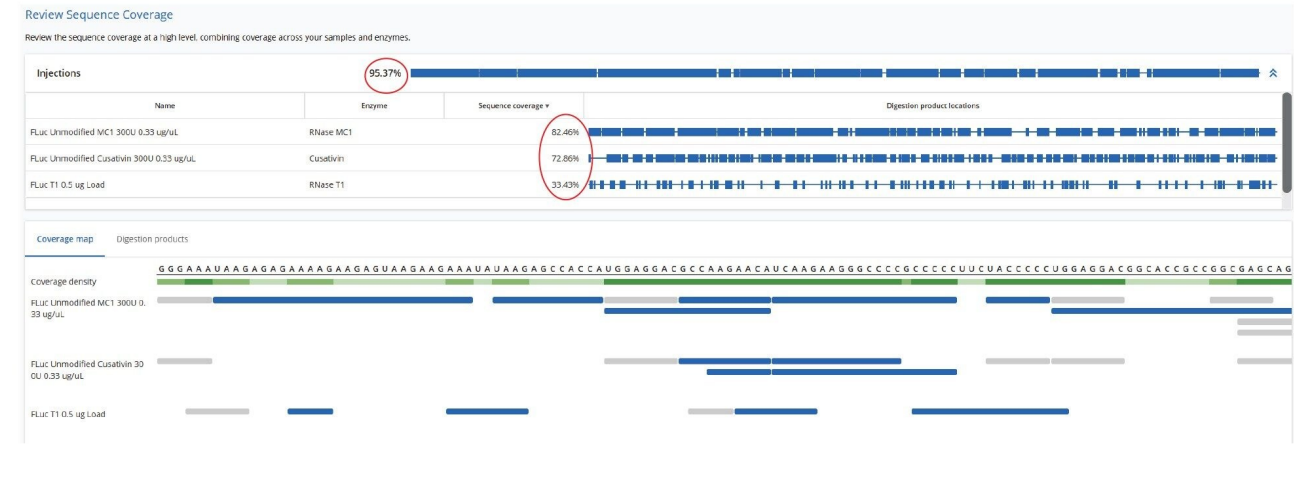 Review Sequence Coverage
Review the sequence coverage at a high level, combining coverage across your samples and enzymes.
Injections 95.37%
Name Enzyme Sequence coverage ▾ Digestion product locations
FLuc Unmodified MC1 300U 0.33 ug/uL RNase MC1 82.46%
FLuc Unmodified Cusativin 300U 0.33 ug/uL Cusativin 72.86%
FLuc T1 0.5 ug Load RNase T1 33.43%
Coverage map Digestion products
G G G A A A U A A G A G A G A A A A G A A G A G U A A G A A G A A A U A U A A G A G C C A C C A U G G A G G A C G C C A A G A A C A U C A A G A A G G G C C C C G C C C C C U U C U A C C C C C U G G A G G A C G G C A C C G C C G G C G A G C A G
Coverage density
FLuc Unmodified MC1 300U 0.
33 ug/uL
FLuc Unmodified Cusativin 30
0U 0.33 ug/uL
FLuc T1 0.5 ug Load